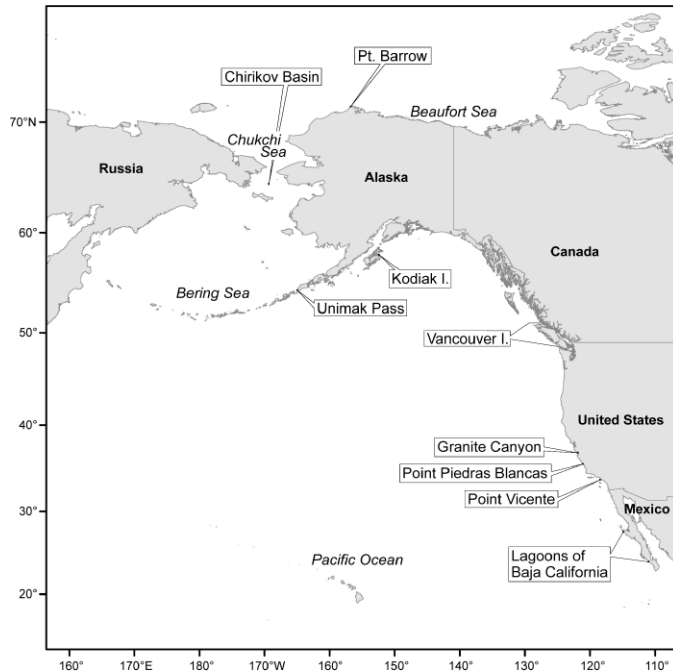 Pt. Barrow
Chirikov Basin
Beaufort Sea
70°N
Chukchi
Sea
Russia
Alaska
60°
Canada
Kodiak I.
Bering Sea
Unimak Pass
50°
Vancouver I.
40°
United States
Granite Canyon
Point Piedras Blancas
Point Vicente
30°
Mexico
Pacific Ocean
Lagoons of
Baja California
20°
160° 170°E 180° 170°W 160° 150° 140° 130° 120° 110°